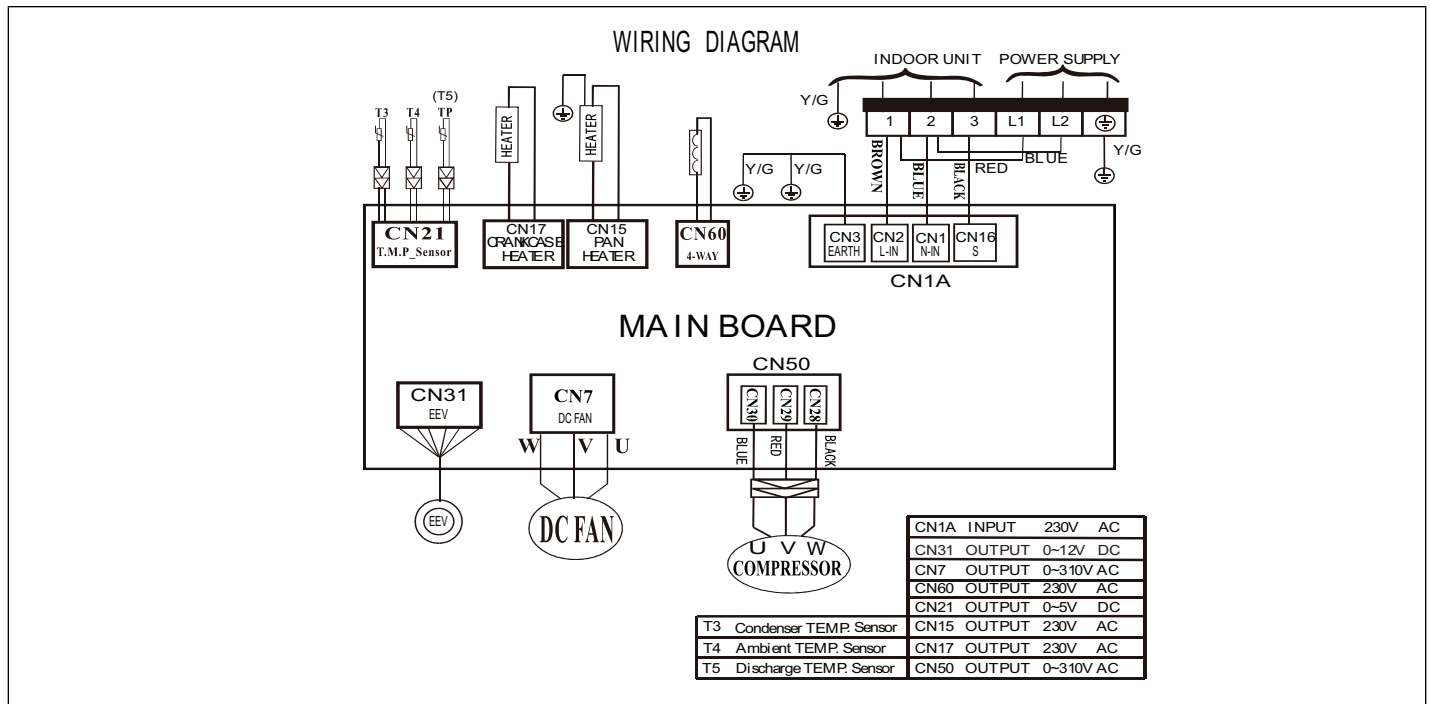 WIRING DIAGRAM
INDOOR UNIT POWER SUPPLY
(T5)
T3 T4 TP
Y/G
1 2 3 L1 L2
HEATER
HEATER
BROWN
BLUE
BLACK
RED
BLUE
Y/G
Y/G Y/G
CN21
T.M.P_Sensor
CN17
CRANKCASE
HEATER
CN15
PAN
HEATER
CN60
4-WAY
CN3
EARTH
CN2
L-IN
CN1
N-IN
CN16
S
CN1A
MAIN BOARD
CN50
CN30
CN29
CN28
CN31
EEV
CN7
DC FAN
W V U
BLUE
RED
BLACK
EEV
DC FAN
U V W
COMPRESSOR
CN1A INPUT 230V AC
CN31 OUTPUT 0~12V DC
CN7 OUTPUT 0~310V AC
CN60 OUTPUT 230V AC
CN21 OUTPUT 0~5V DC
T3 Condenser TEMP. Sensor CN15 OUTPUT 230V AC
T4 Ambient TEMP. Sensor CN17 OUTPUT 230V AC
T5 Discharge TEMP. Sensor CN50 OUTPUT 0~310V AC